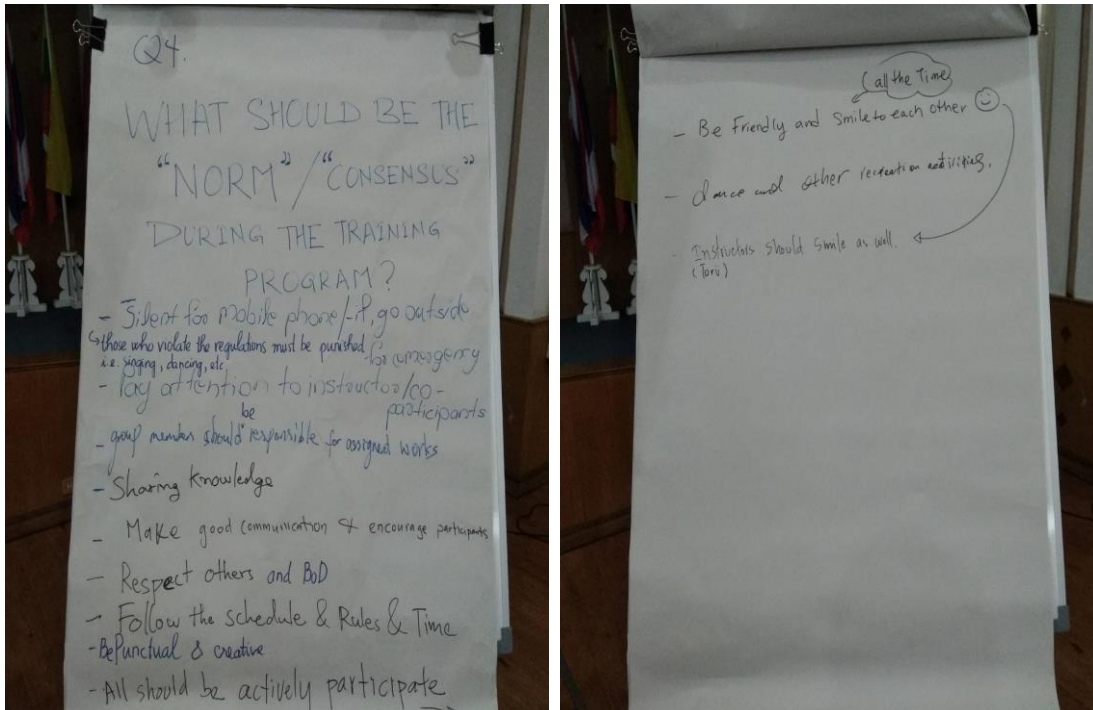 Q4.
WHAT SHOULD BE THE
"NORM" / "CONSENSUS"
DURING THE TRAINING
PROGRAM?
- Silent for mobile phone/-if, go outside
those who violate the regulations must be punished for emergency
i.e. singing, dancing, etc
- Pay attention to instructor/co-
participants
be
- group member should responsible for assigned works
- Sharing knowledge
- Make good communication & encourage participants
- Respect others and BoD
- Follow the schedule & Rules & Time
- Be Punctual & creative
- All should be actively participate
(all the Time)
- Be Friendly and Smile to each other
- dance and other recreation activities.
- Instructors should smile as well.
(Toru)